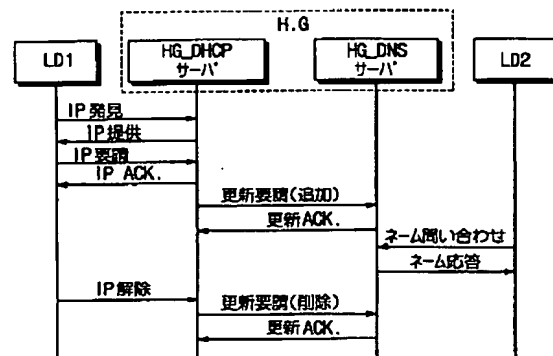 H.G
LD1
HG_DHCP
サーバ
HG_DNS
サーバ
LD2
IP発見
IP提供
IP要請
IP ACK.
更新要請(追加)
更新ACK.
ネーム問い合わせ
ネーム応答
IP解除
更新要請(削除)
更新ACK.